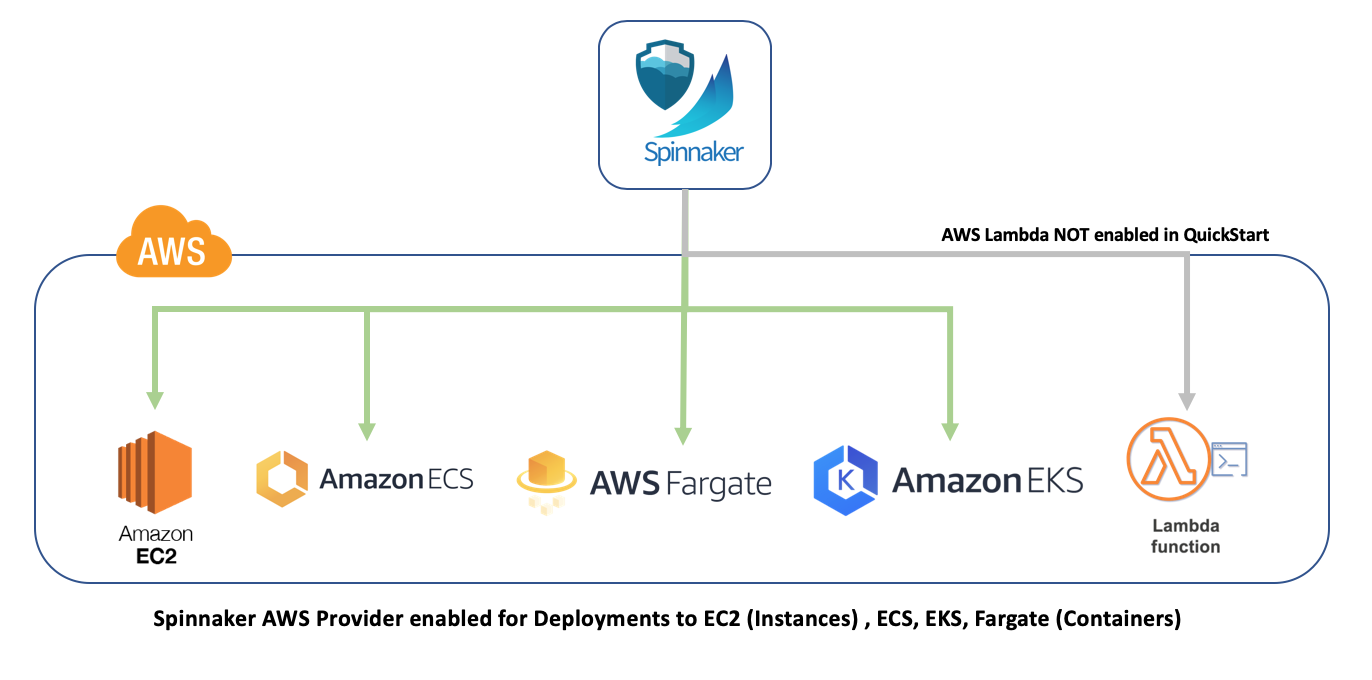 Spinnaker
AWS Lambda NOT enabled in QuickStart
AWS
Amazon
EC2
Amazon ECS
AWS Fargate
K
Amazon EKS
>_
Lambda
function
Spinnaker AWS Provider enabled for Deployments to EC2 (Instances) , ECS, EKS, Fargate (Containers)